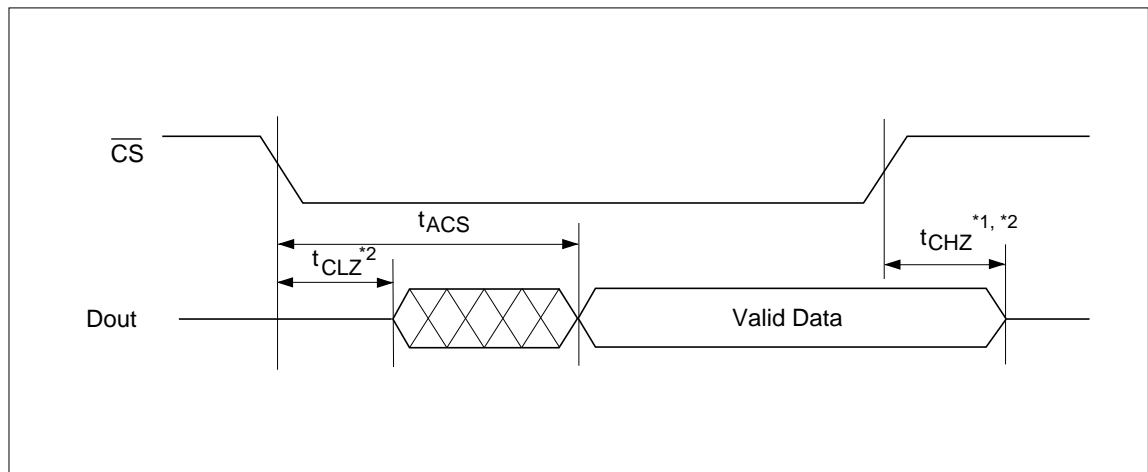 CS
tACS
tCHZ*1, *2
tCLZ*2
Dout
Valid Data